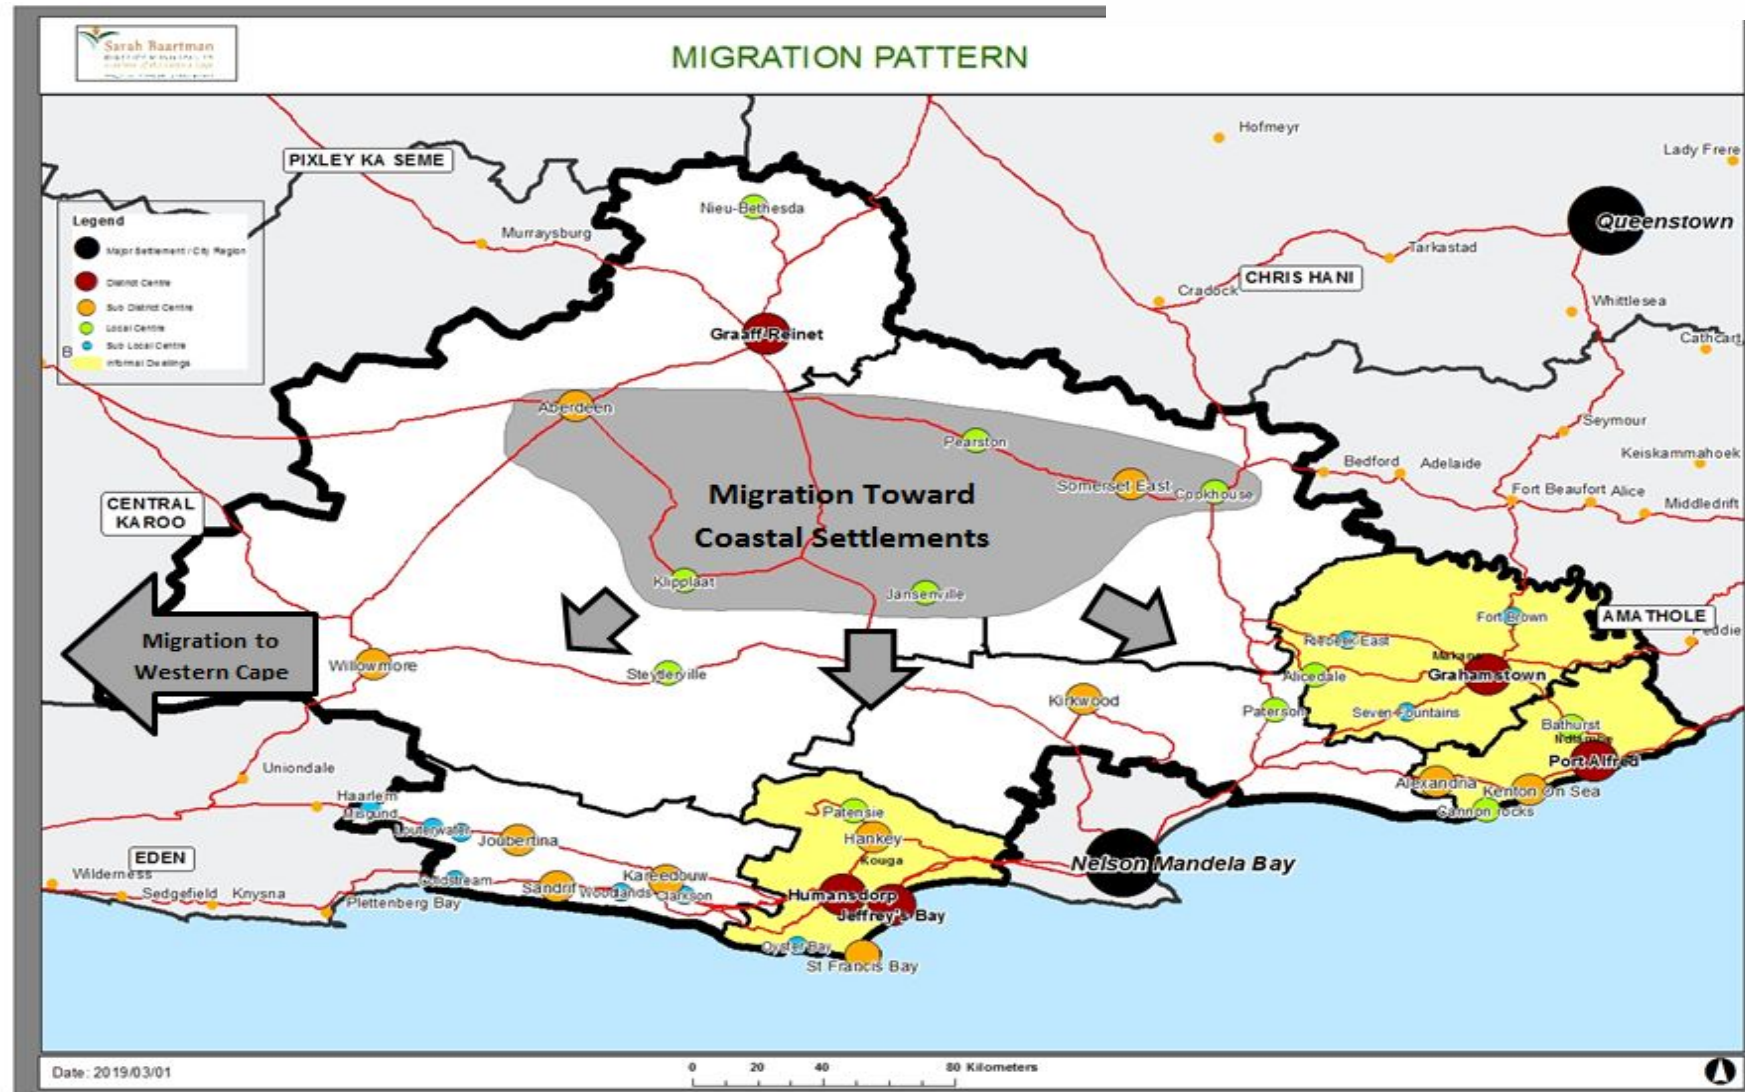 Sarah Baartman
MIGRATION PATTERN
Hofmeyr
Lady Frere
PIXLEY KA SEME
Legend
Major Settlement / City Region
District Centre
Sub District Centre
Local Centre
Sub Local Centre
Informal Dwellings
Nieu-Bethesda
Murraysburg
Queenstown
Tarkastad
CHRIS HANI
Cradock
Whittlesea
Graaff-Reinet
Cathcart
B
Aberdeen
Seymour
Pearston
Keiskammahoek
Bedford
Adelaide
Somerset East
Cookhouse
Fort Beaufort
Alice
Middledrift
CENTRAL
KAROO
Migration Toward
Coastal Settlements
Klipplaat
Jansenville
Fort Brown
AMATHOLE
Peddie
Riebeek East
Migration to
Western Cape
Willowmore
Steytlerville
Makana
Grahamstown
Alicedale
Kirkwood
Paterson
Seven Fountains
Bathurst
Ndlambe
Port Alfred
Uniondale
Alexandria
Kenton On Sea
Cannon rocks
Haarlem
Misgund
Louterwater
Joubertina
Patensie
Hankey
Kouga
EDEN
Nelson Mandela Bay
Wilderness
Sedgefield
Knysna
Plettenberg Bay
Coldstream
Sandrif
Woodlands
Kareedouw
Clarkson
Humansdorp
Jeffrey's Bay
Oyster Bay
St Francis Bay
Date: 2019/03/01
0 20 40 80 Kilometers